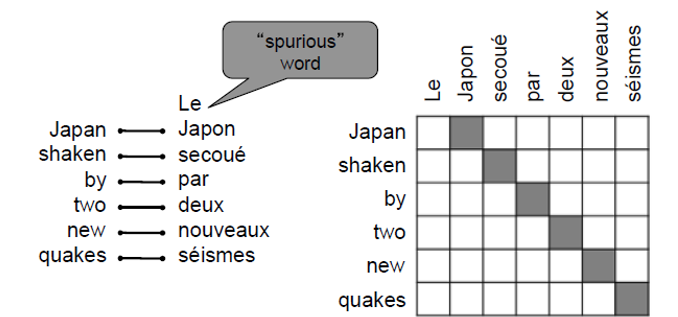 “spurious”
word
Le
Japan Japon
shaken secoué
by par
two deux
new nouveaux
quakes séismes
Le Japon secoué par deux nouveaux séismes
Japan
shaken
by
two
new
quakes